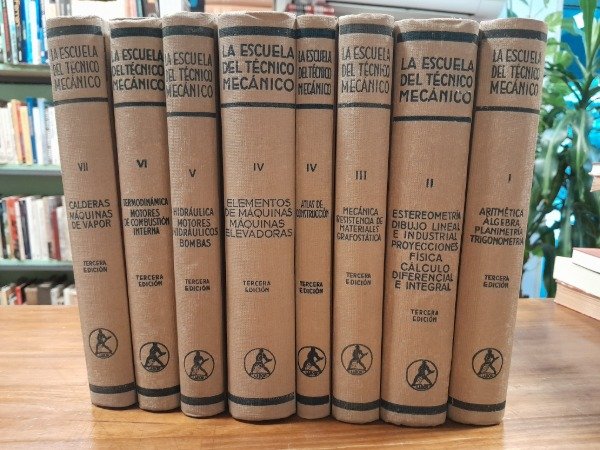 LA ESCUELA
DEL TÉCNICO
MECÁNICO
VII
CALDERAS
MÁQUINAS
DE VAPOR
TERCERA
EDICIÓN
LA ESCUELA
DEL TÉCNICO
MECÁNICO
VI
TERMODINÁMICA
MOTORES
DE COMBUSTIÓN
INTERNA
TERCERA
EDICIÓN
LA ESCUELA
DEL TÉCNICO
MECÁNICO
V
HIDRÁULICA
MOTORES
HIDRÁULICOS
BOMBAS
TERCERA
EDICIÓN
LA ESCUELA
DEL TÉCNICO
MECÁNICO
IV
ELEMENTOS
DE MÁQUINAS
MÁQUINAS
ELEVADORAS
TERCERA
EDICIÓN
LA ESCUELA
DEL TÉCNICO
MECÁNICO
IV
ATLAS DE
CONSTRUCCIÓN
TERCERA
EDICIÓN
LA ESCUELA
DEL TÉCNICO
MECÁNICO
III
MECÁNICA
RESISTENCIA DE
MATERIALES
GRAFOSTÁTICA
TERCERA
EDICIÓN
LA ESCUELA
DEL TÉCNICO
MECÁNICO
II
ESTEREOMETRÍA
DIBUJO LINEAL
E INDUSTRIAL
PROYECCIONES
FÍSICA
CÁLCULO
DIFERENCIAL
E INTEGRAL
TERCERA
EDICIÓN
LA ESCUELA
DEL TÉCNICO
MECÁNICO
I
ARITMÉTICA
ÁLGEBRA
PLANIMETRÍA
TRIGONOMETRÍA
TERCERA
EDICIÓN